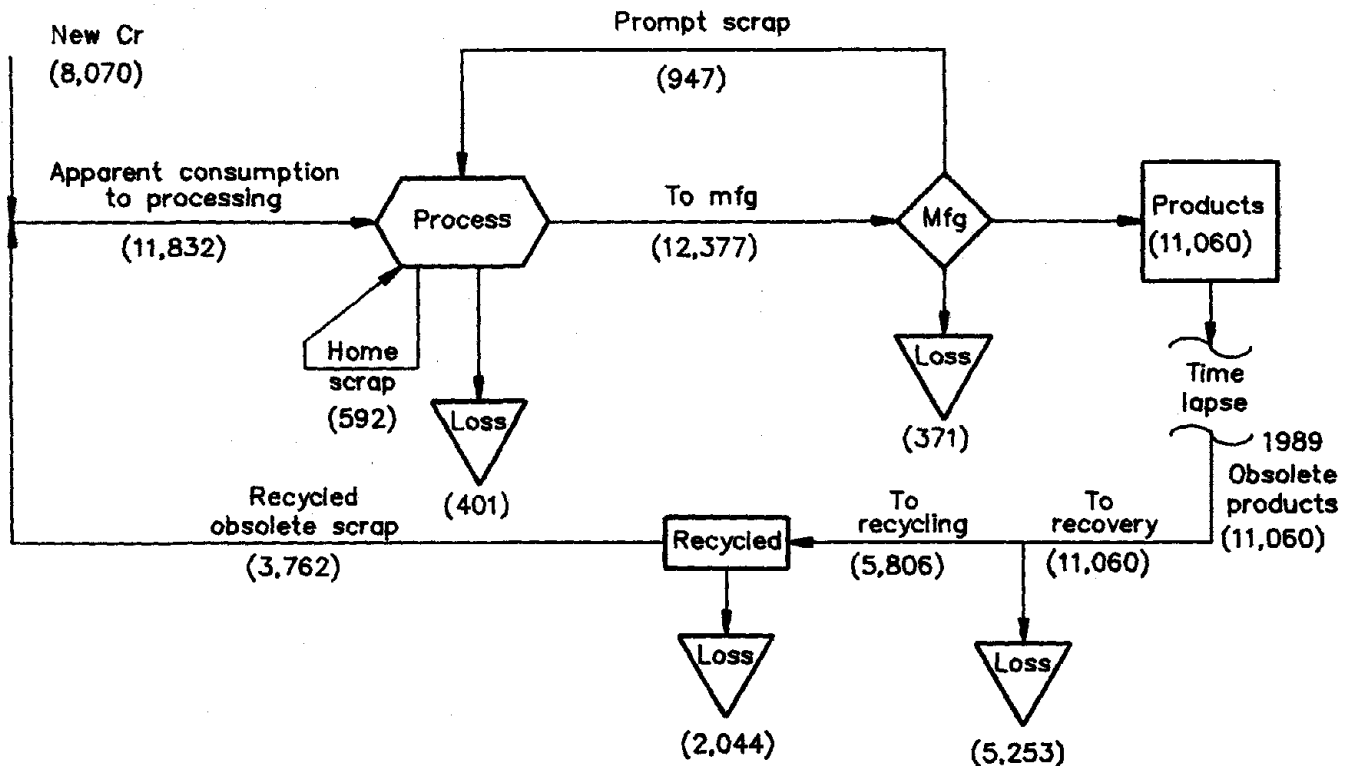 New Cr
(8,070)
Prompt scrap
(947)
Apparent consumption
to processing
(11,832)
Process
To mfg
(12,377)
Mfg
Products
(11,060)
Home
scrap
(592)
Loss
(401)
Loss
(371)
Time
lapse
1989
Obsolete
products
(11,060)
To
recovery
(11,060)
To
recycling
(5,806)
Recycled
Recycled
obsolete scrap
(3,762)
Loss
(2,044)
Loss
(5,253)